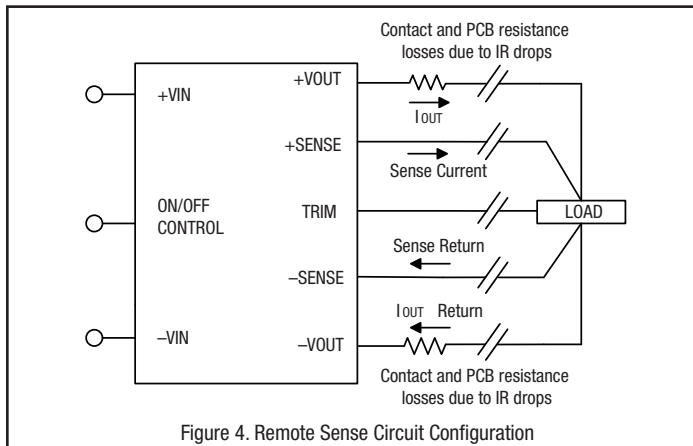 Contact and PCB resistance
losses due to IR drops
+VOUT
+VIN
IOUT
+SENSE
Sense Current
ON/OFF
CONTROL
TRIM
LOAD
Sense Return
–SENSE
IOUT Return
–VIN
–VOUT
Contact and PCB resistance
losses due to IR drops
Figure 4. Remote Sense Circuit Configuration